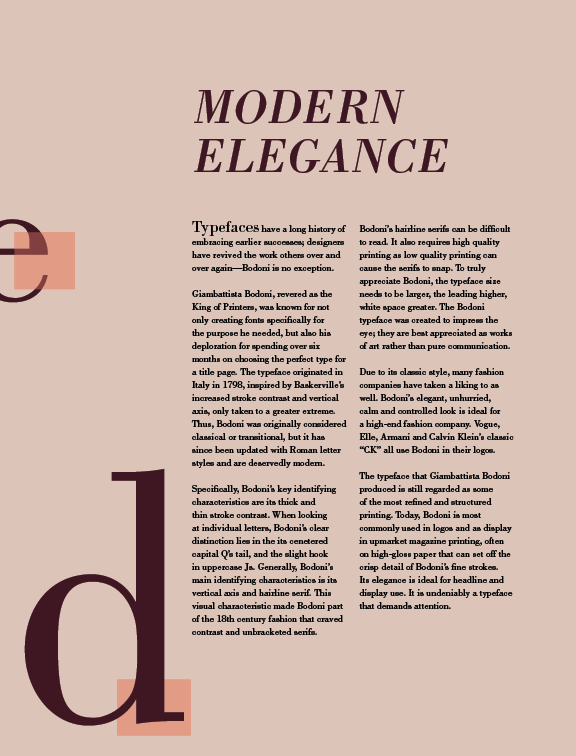 MODERN
ELEGANCE
Typefaces have a long history of
embracing earlier successes; designers
have revived the work others over and
over again—Bodoni is no exception.
Giambattista Bodoni, revered as the
King of Printers, was known for not
only creating fonts specifically for
the purpose he needed, but also his
deploration for spending over six
months on choosing the perfect type for
a title page. The typeface originated in
Italy in 1798, inspired by Baskerville's
increased stroke contrast and vertical
axis, only taken to a greater extreme.
Thus, Bodoni was originally considered
classical or transitional, but it has
since been updated with Roman letter
styles and are deservedly modern.
Specifically, Bodoni's key identifying
characteristics are its thick and
thin stroke contrast. When looking
at individual letters, Bodoni's clear
distinction lies in the its cenetered
capital Q's tail, and the slight hook
in uppercase Js. Generally, Bodoni's
main identifying characteristics is its
vertical axis and hairline serif. This
visual characteristic made Bodoni part
of the 18th century fashion that craved
contrast and unbracketed serifs.
Bodoni's hairline serifs can be difficult
to read. It also requires high quality
printing as low quality printing can
cause the serifs to snap. To truly
appreciate Bodoni, the typeface size
needs to be larger, the leading higher,
white space greater. The Bodoni
typeface was created to impress the
eye; they are best appreciated as works
of art rather than pure communication.
Due to its classic style, many fashion
companies have taken a liking to as
well. Bodoni's elegant, unhurried,
calm and controlled look is ideal for
a high-end fashion company. Vogue,
Elle, Armani and Calvin Klein's classic
"CK" all use Bodoni in their logos.
The typeface that Giambattista Bodoni
produced is still regarded as some
of the most refined and structured
printing. Today, Bodoni is most
commonly used in logos and as display
in upmarket magazine printing, often
on high-gloss paper that can set off the
crisp detail of Bodoni's fine strokes.
Its elegance is ideal for headline and
display use. It is undeniably a typeface
that demands attention.
e
d